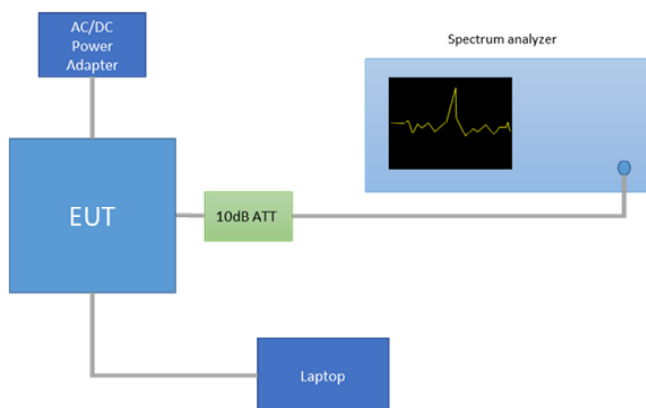 AC/DC
Power
Adapter
Spectrum analyzer
EUT
10dB ATT
Laptop